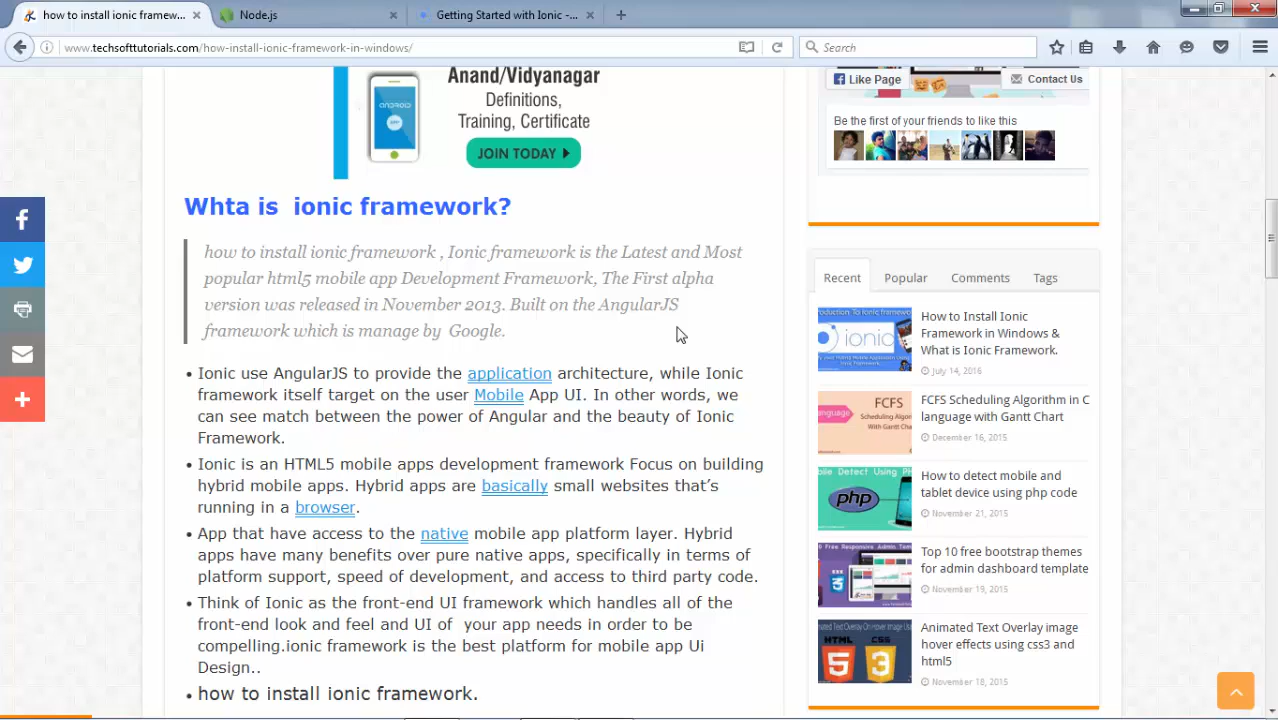 how to install ionic framew...
Node.js
Getting Started with Ionic -...
www.techsofttutorials.com/how-install-ionic-framework-in-windows/
Search
Anand/Vidyanagar
Definitions,
Training, Certificate
JOIN TODAY
ANDROID
Like Page
Contact Us
Be the first of your friends to like this
Whta is ionic framework?
how to install ionic framework , Ionic framework is the Latest and Most
popular html5 mobile app Development Framework, The First alpha
version was released in November 2013. Built on the AngularJS
framework which is manage by Google.
• Ionic use AngularJS to provide the application architecture, while Ionic
framework itself target on the user Mobile App UI. In other words, we
can see match between the power of Angular and the beauty of Ionic
Framework.
• Ionic is an HTML5 mobile apps development framework Focus on building
hybrid mobile apps. Hybrid apps are basically small websites that's
running in a browser.
• App that have access to the native mobile app platform layer. Hybrid
apps have many benefits over pure native apps, specifically in terms of
platform support, speed of development, and access to third party code.
• Think of Ionic as the front-end UI framework which handles all of the
front-end look and feel and UI of your app needs in order to be
compelling.ionic framework is the best platform for mobile app Ui
Design..
• how to install ionic framework.
Recent
Popular
Comments
Tags
ionic
How to Install Ionic
Framework in Windows &
What is Ionic Framework.
July 14, 2016
language
FCFS
Scheduling Algor
With Gantt Char
FCFS Scheduling Algorithm in C
language with Gantt Chart
December 16, 2015
php
How to detect mobile and
tablet device using php code
November 21, 2015
Top 10 free bootstrap themes
for admin dashboard template
November 19, 2015
HTML
CSS
5
3
Animated Text Overlay image
hover effects using css3 and
html5
November 18, 2015